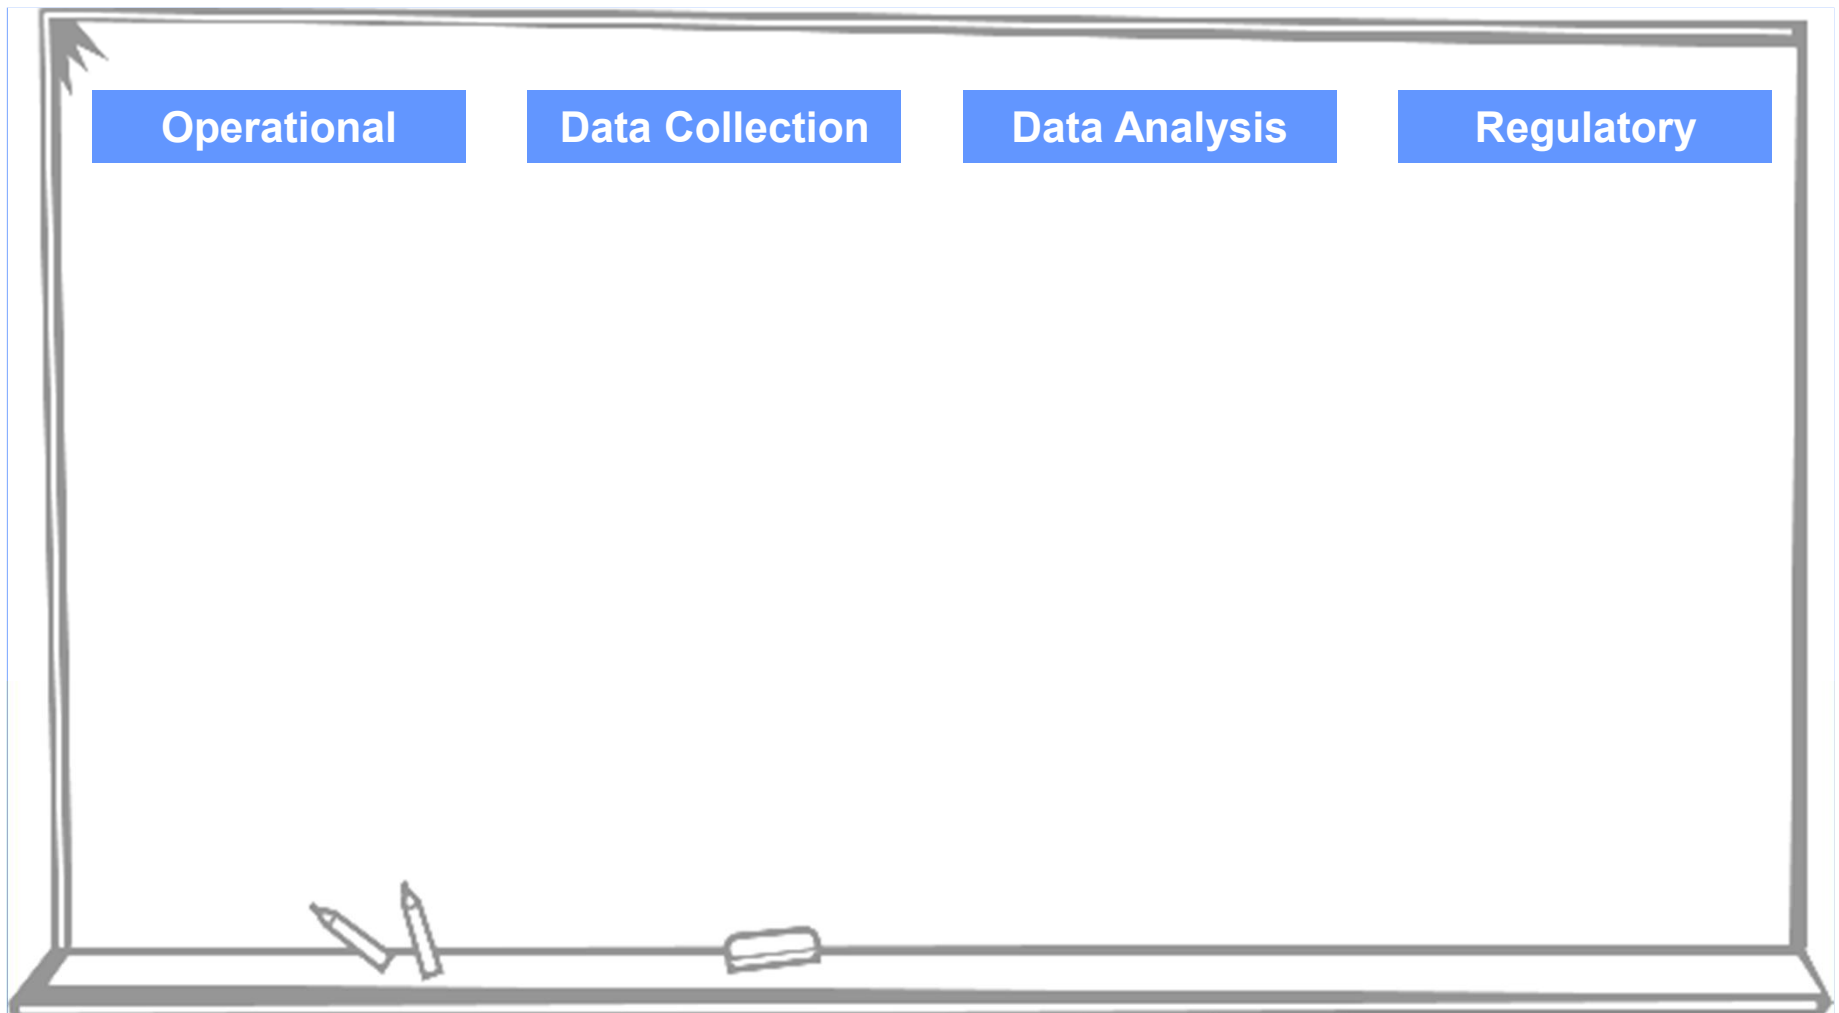 Operational
Data Collection
Data Analysis
Regulatory